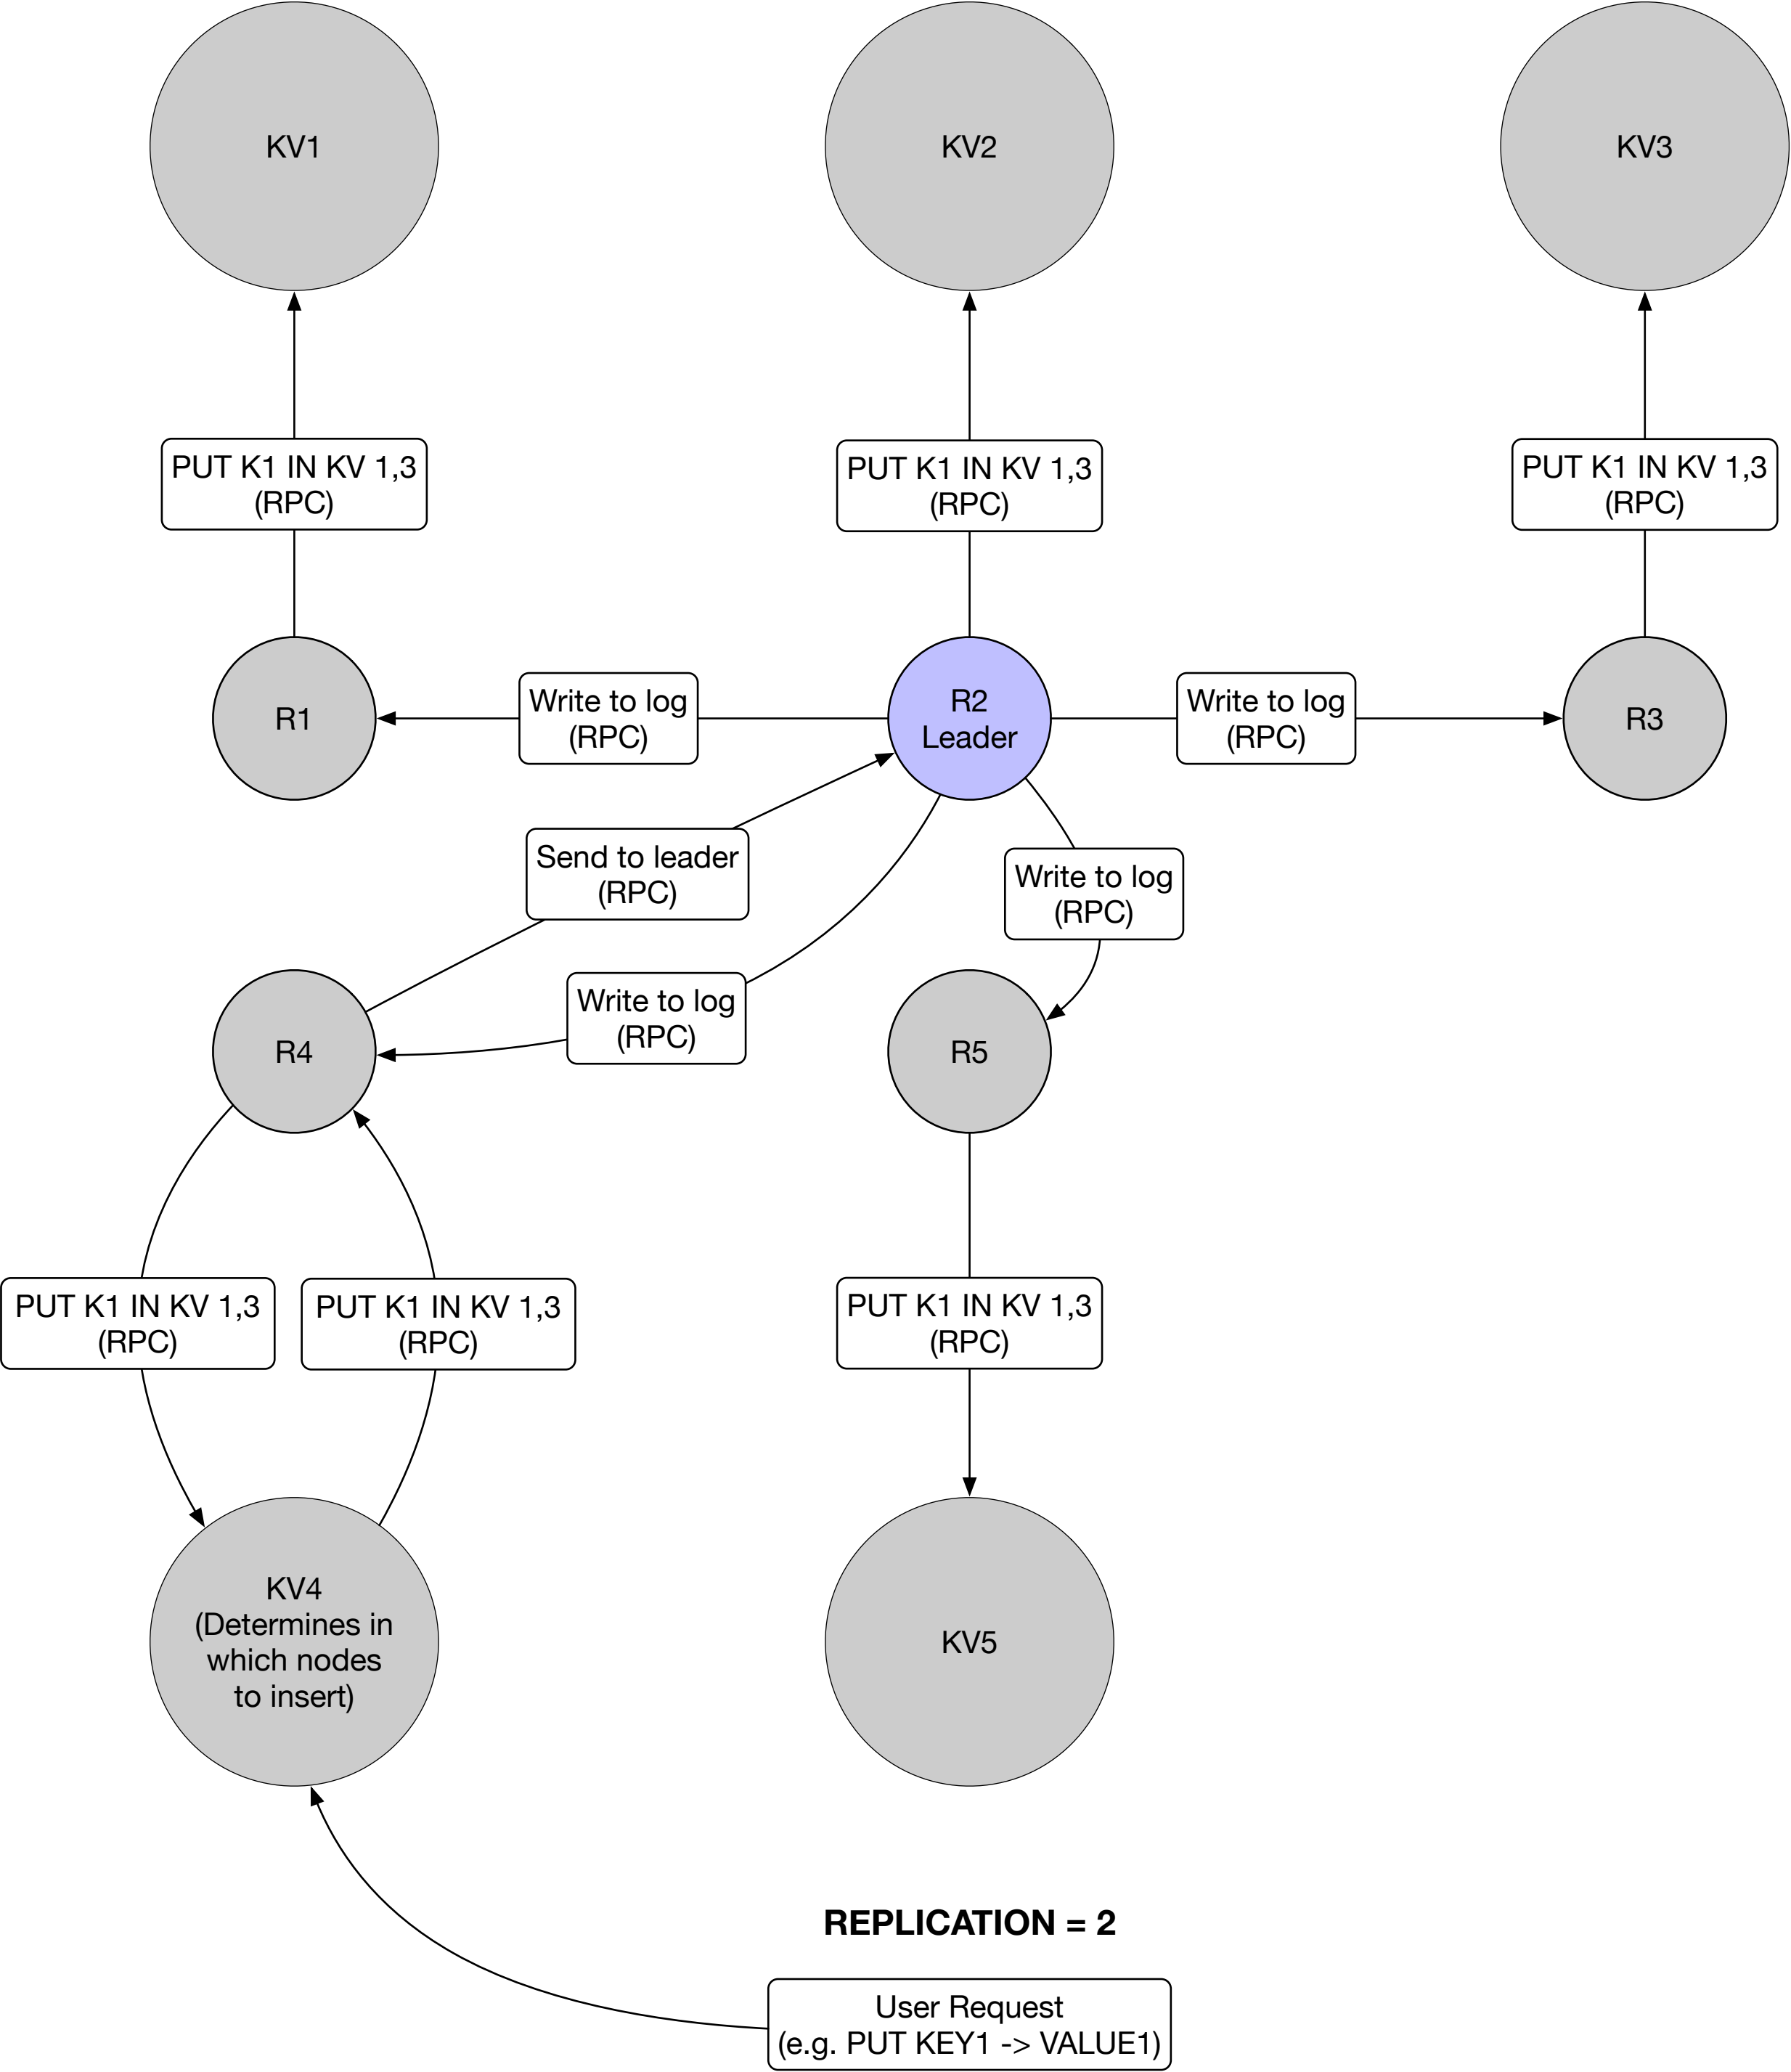 KV1
KV2
KV3
PUT K1 IN KV 1,3
(RPC)
PUT K1 IN KV 1,3
(RPC)
PUT K1 IN KV 1,3
(RPC)
R1
Write to log
(RPC)
R2
Leader
Write to log
(RPC)
R3
Send to leader
(RPC)
Write to log
(RPC)
Write to log
(RPC)
R4
R5
PUT K1 IN KV 1,3
(RPC)
PUT K1 IN KV 1,3
(RPC)
PUT K1 IN KV 1,3
(RPC)
KV4
(Determines in
which nodes
to insert)
KV5
REPLICATION = 2
User Request
(e.g. PUT KEY1 -> VALUE1)